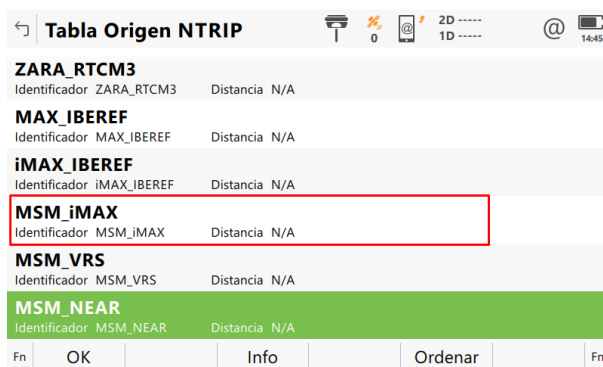 Tabla Origen NTRIP 0 @ 2D ----- @
1D ----- 14:45
ZARA_RTCM3
Identificador ZARA_RTCM3 Distancia N/A
MAX_IBEREF
Identificador MAX_IBEREF Distancia N/A
iMAX_IBEREF
Identificador iMAX_IBEREF Distancia N/A
MSM_iMAX
Identificador MSM_iMAX Distancia N/A
MSM_VRS
Identificador MSM_VRS Distancia N/A
MSM_NEAR
Identificador MSM_NEAR Distancia N/A
Fn OK Info Ordenar Fn